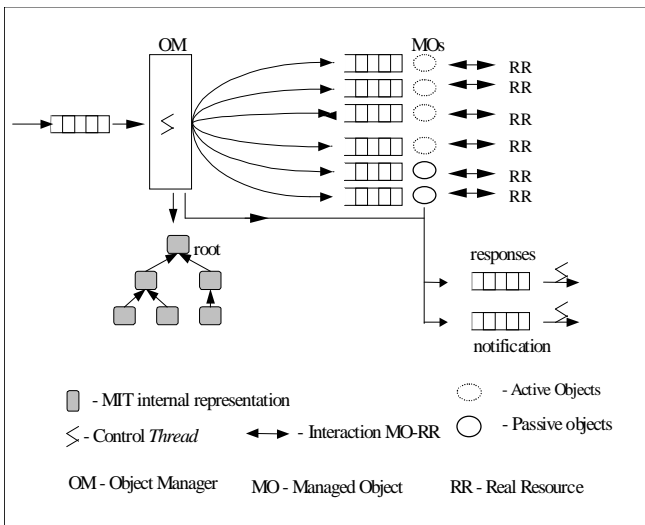 OM
MOs
RR
RR
RR
RR
RR
RR
root
responses
notification
- MIT internal representation
- Active Objects
- Control Thread
- Interaction MO-RR
- Passive objects
OM - Object Manager
MO - Managed Object
RR - Real Resource